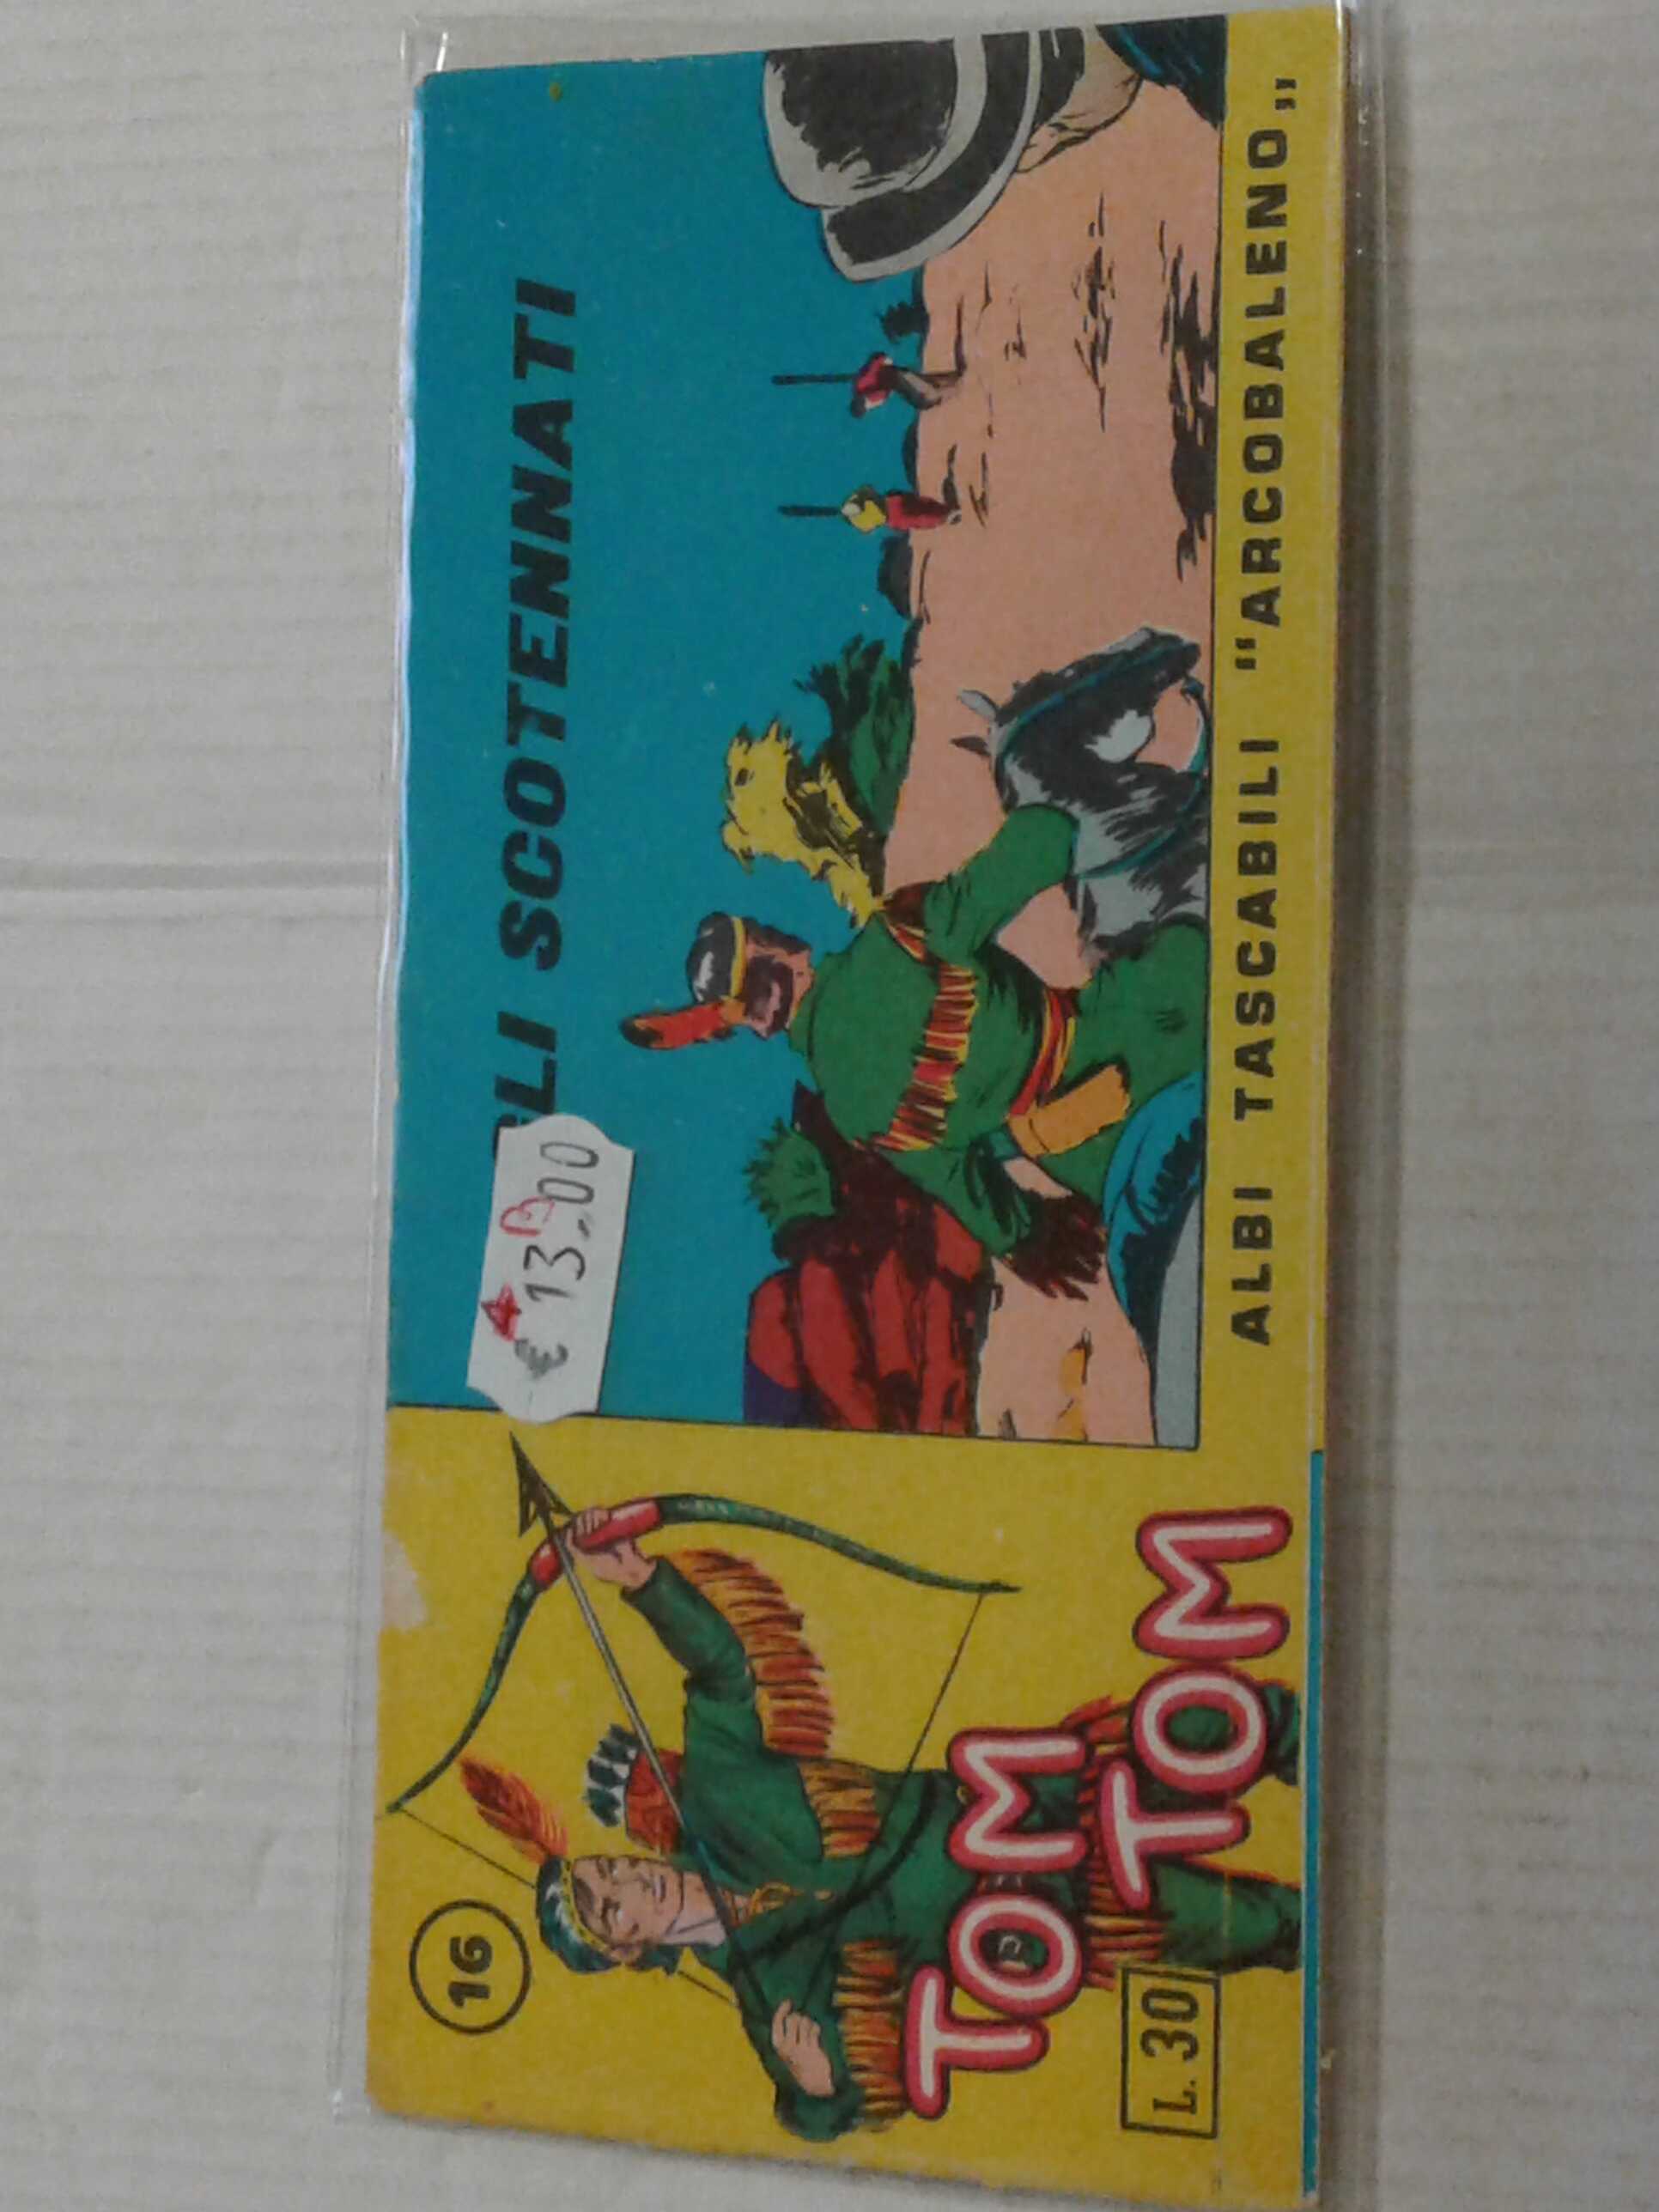 16
TOM
TOM
L. 30
GLI SCOTENNATI
€ 13,00
ALBI TASCABILI "ARCOBALENO"